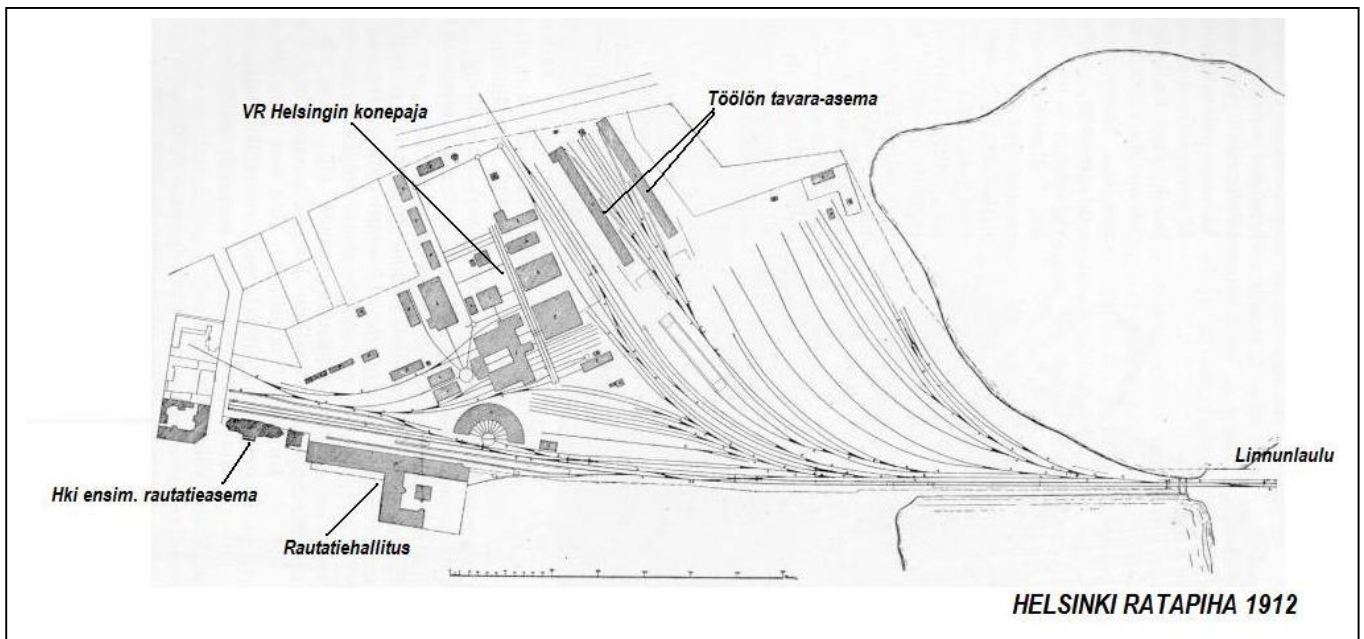 Töölön tavara-asema
VR Helsingin konepaja
Linnunlaulu
Hki ensim. rautatieasema
Rautatiehallitus
HELSINKI RATAPIHA 1912